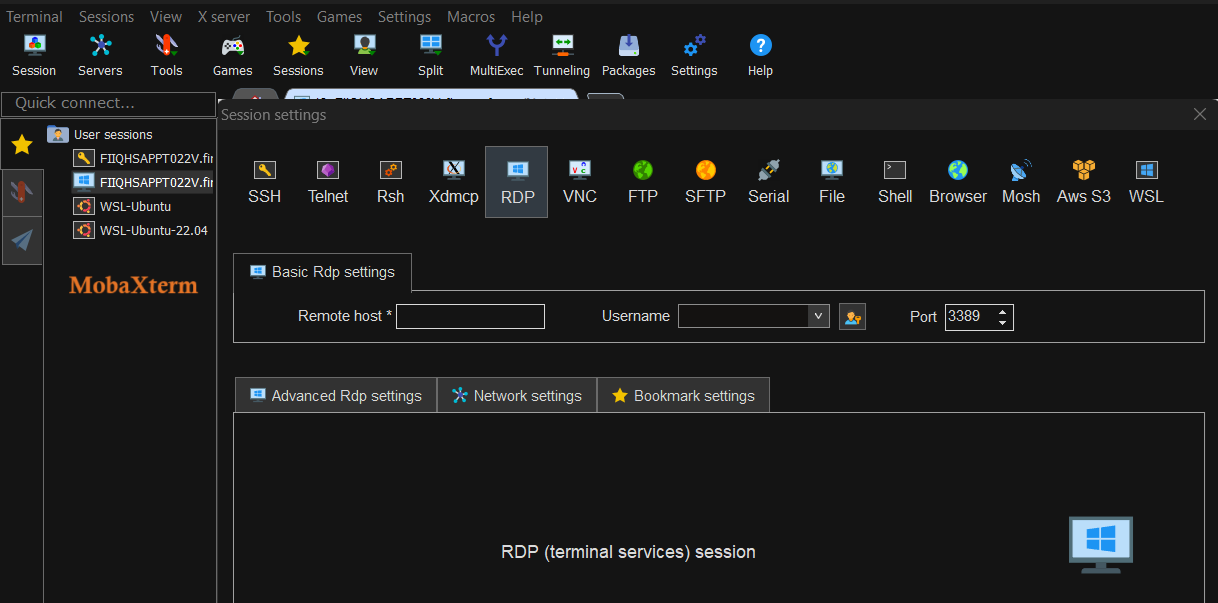 Terminal Sessions View X server Tools Games Settings Macros Help
Session Servers Tools Games Sessions View Split MultiExec Tunneling Packages Settings Help
Quick connect...
Session settings
User sessions
FIIQHSAPPT022V.fir
FIIQHSAPPT022V.fir
WSL-Ubuntu
WSL-Ubuntu-22.04
MobaXterm
SSH Telnet Rsh Xdmcp RDP VNC FTP SFTP Serial File Shell Browser Mosh Aws S3 WSL
Basic Rdp settings
Remote host * Username Port 3389
Advanced Rdp settings Network settings Bookmark settings
RDP (terminal services) session